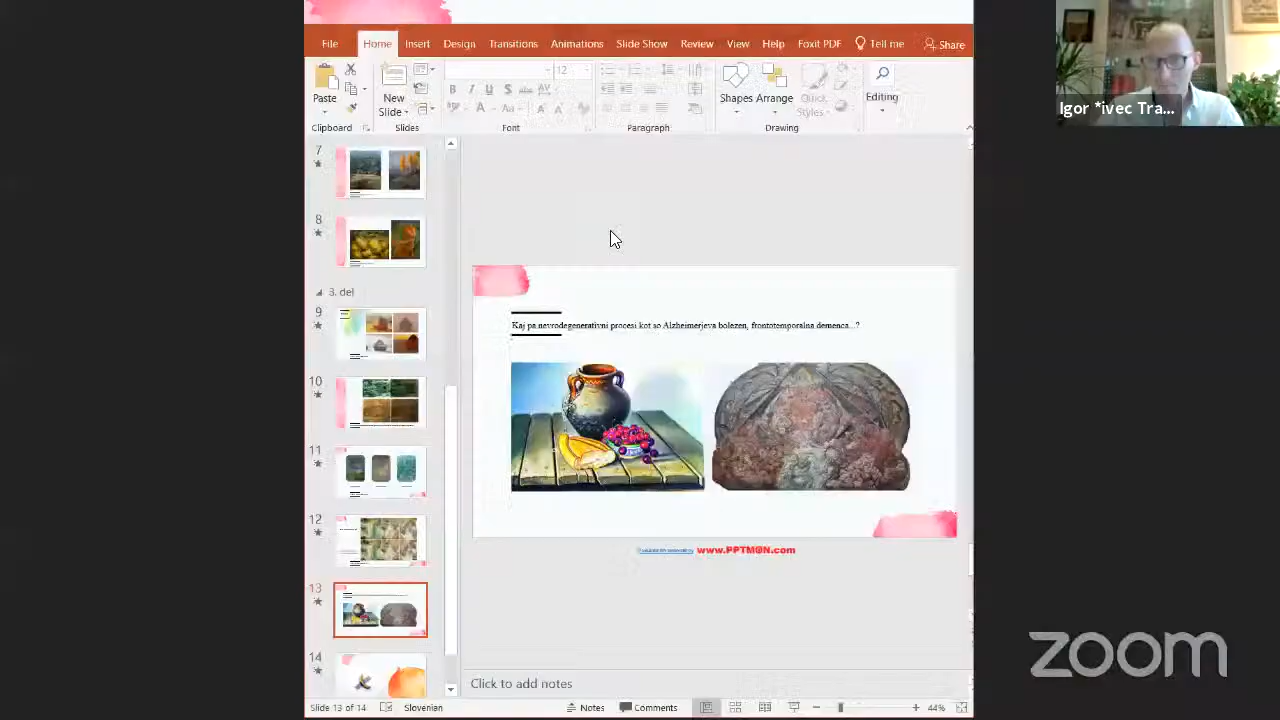 File Home Insert Design Transitions Animations Slide Show Review View Help Foxit PDF Tell me Share
12
Paste
New
Slide
Shapes Arrange Quick
Styles
Editing
Clipboard Slides Font Paragraph Drawing
Igor *ivec Tra...
7
8
3. del
9
10
11
12
13
14
Kaj pa nevrodegenerativni procesi kot so Alzheimerjeva bolezen, frontotemporalna demenca...?
www.PPTMON.com
Click to add notes
Slide 13 of 14 Slovenian Notes Comments 44%
zoom